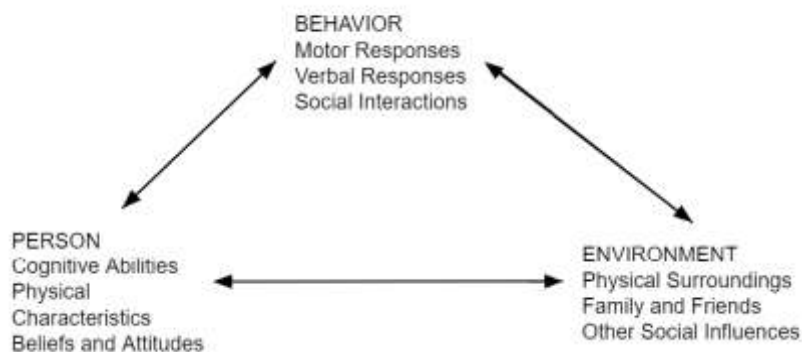 BEHAVIOR
Motor Responses
Verbal Responses
Social Interactions
PERSON
Cognitive Abilities
Physical
Characteristics
Beliefs and Attitudes
ENVIRONMENT
Physical Surroundings
Family and Friends
Other Social Influences